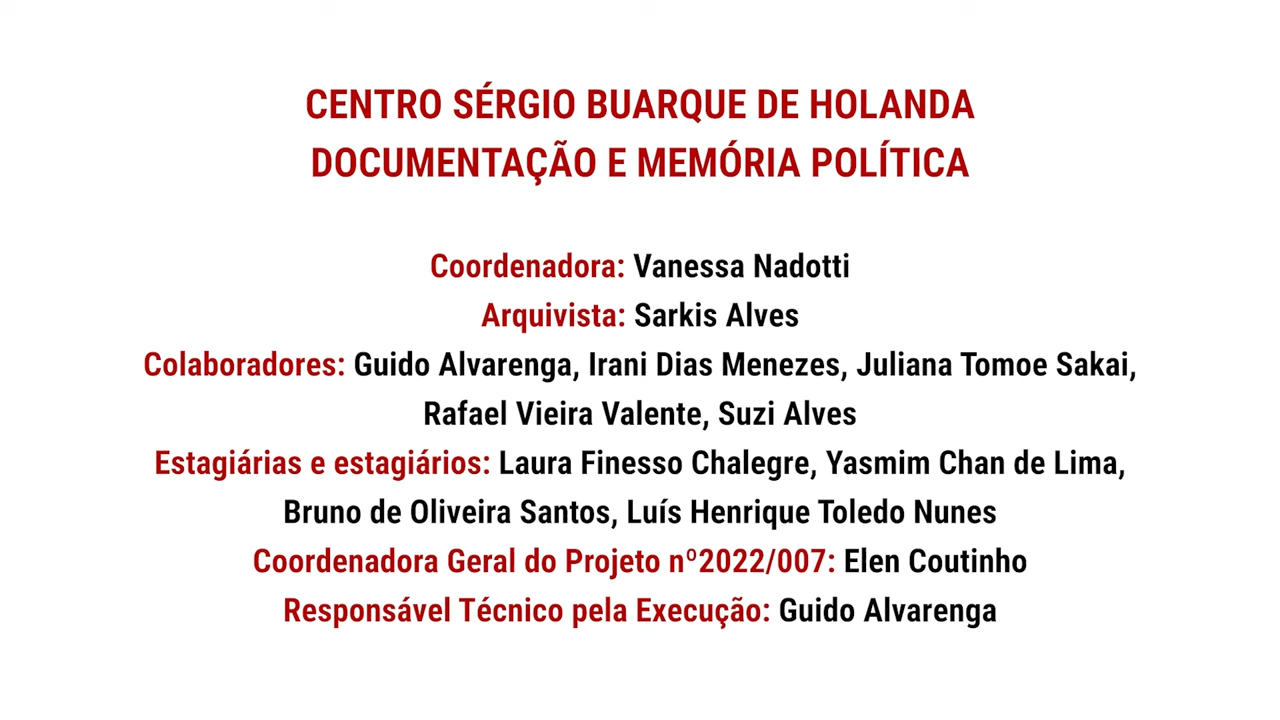 CENTRO SÉRGIO BUARQUE DE HOLANDA
DOCUMENTAÇÃO E MEMÓRIA POLÍTICA
Coordenadora: Vanessa Nadotti
Arquivista: Sarkis Alves
Colaboradores: Guido Alvarenga, Irani Dias Menezes, Juliana Tomoe Sakai,
Rafael Vieira Valente, Suzi Alves
Estagiárias e estagiários: Laura Finesso Chalegre, Yasmim Chan de Lima,
Bruno de Oliveira Santos, Luís Henrique Toledo Nunes
Coordenadora Geral do Projeto nº2022/007: Elen Coutinho
Responsável Técnico pela Execução: Guido Alvarenga